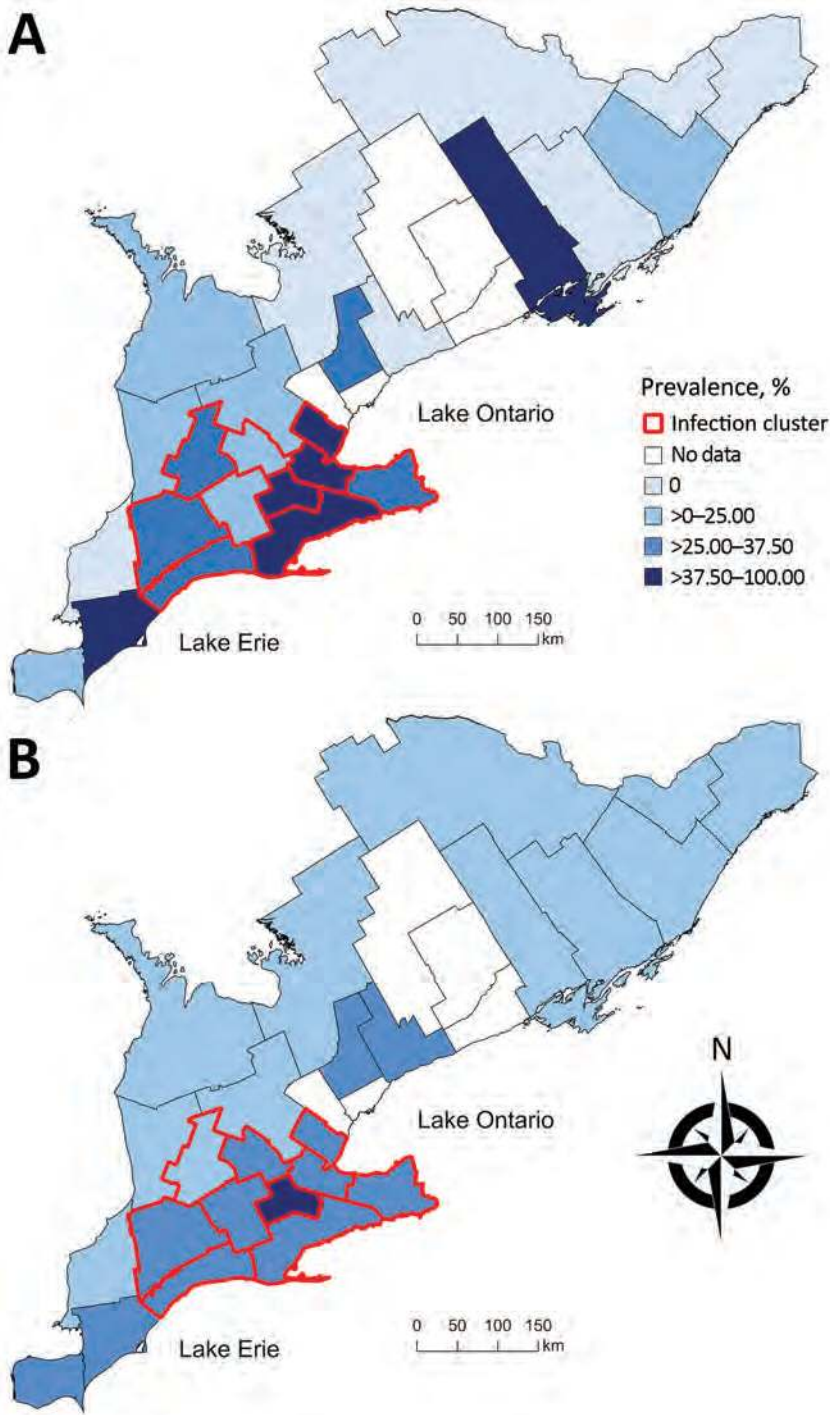 A
Lake Ontario
Prevalence, %
Infection cluster
No data
0
>0–25.00
>25.00–37.50
>37.50–100.00
0 50 100 150
km
Lake Erie
B
N
Lake Ontario
0 50 100 150
km
Lake Erie